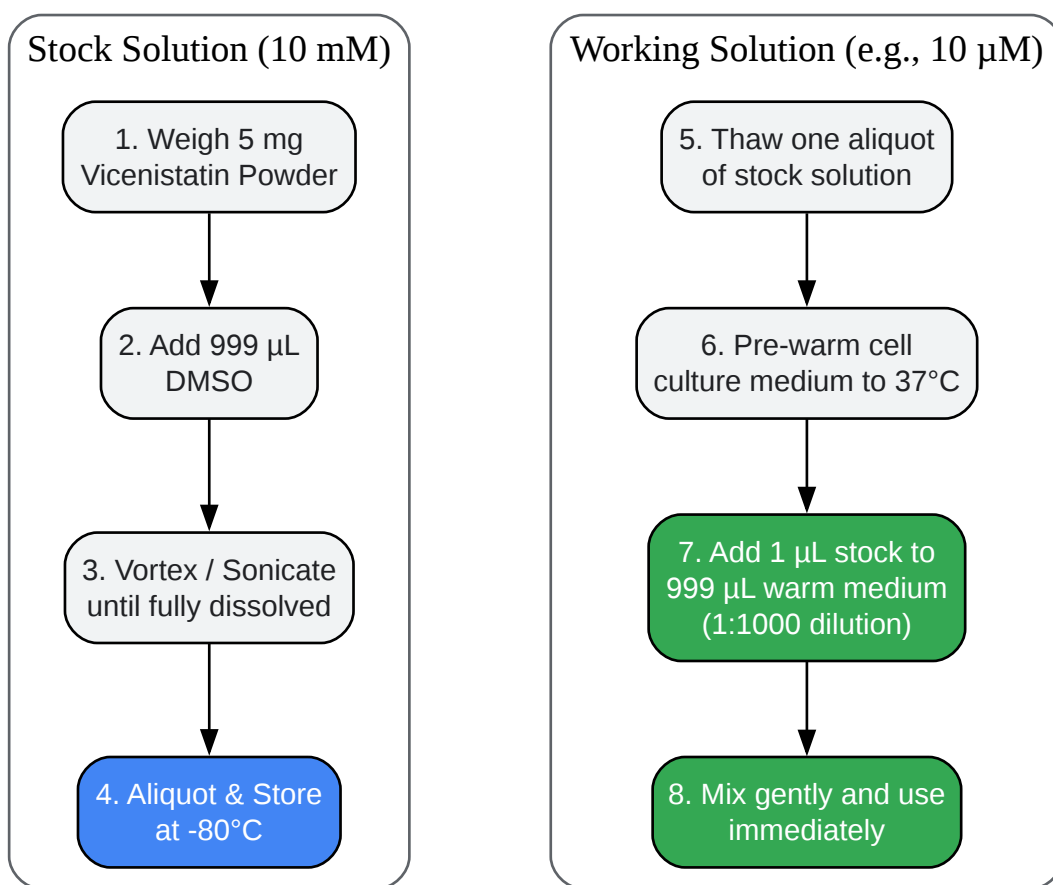 Stock Solution (10 mM)
1. Weigh 5 mg
Vicenistatin Powder
2. Add 999 µL
DMSO
3. Vortex / Sonicate
until fully dissolved
4. Aliquot & Store
at -80°C
Working Solution (e.g., 10 µM)
5. Thaw one aliquot
of stock solution
6. Pre-warm cell
culture medium to 37°C
7. Add 1 µL stock to
999 µL warm medium
(1:1000 dilution)
8. Mix gently and use
immediately